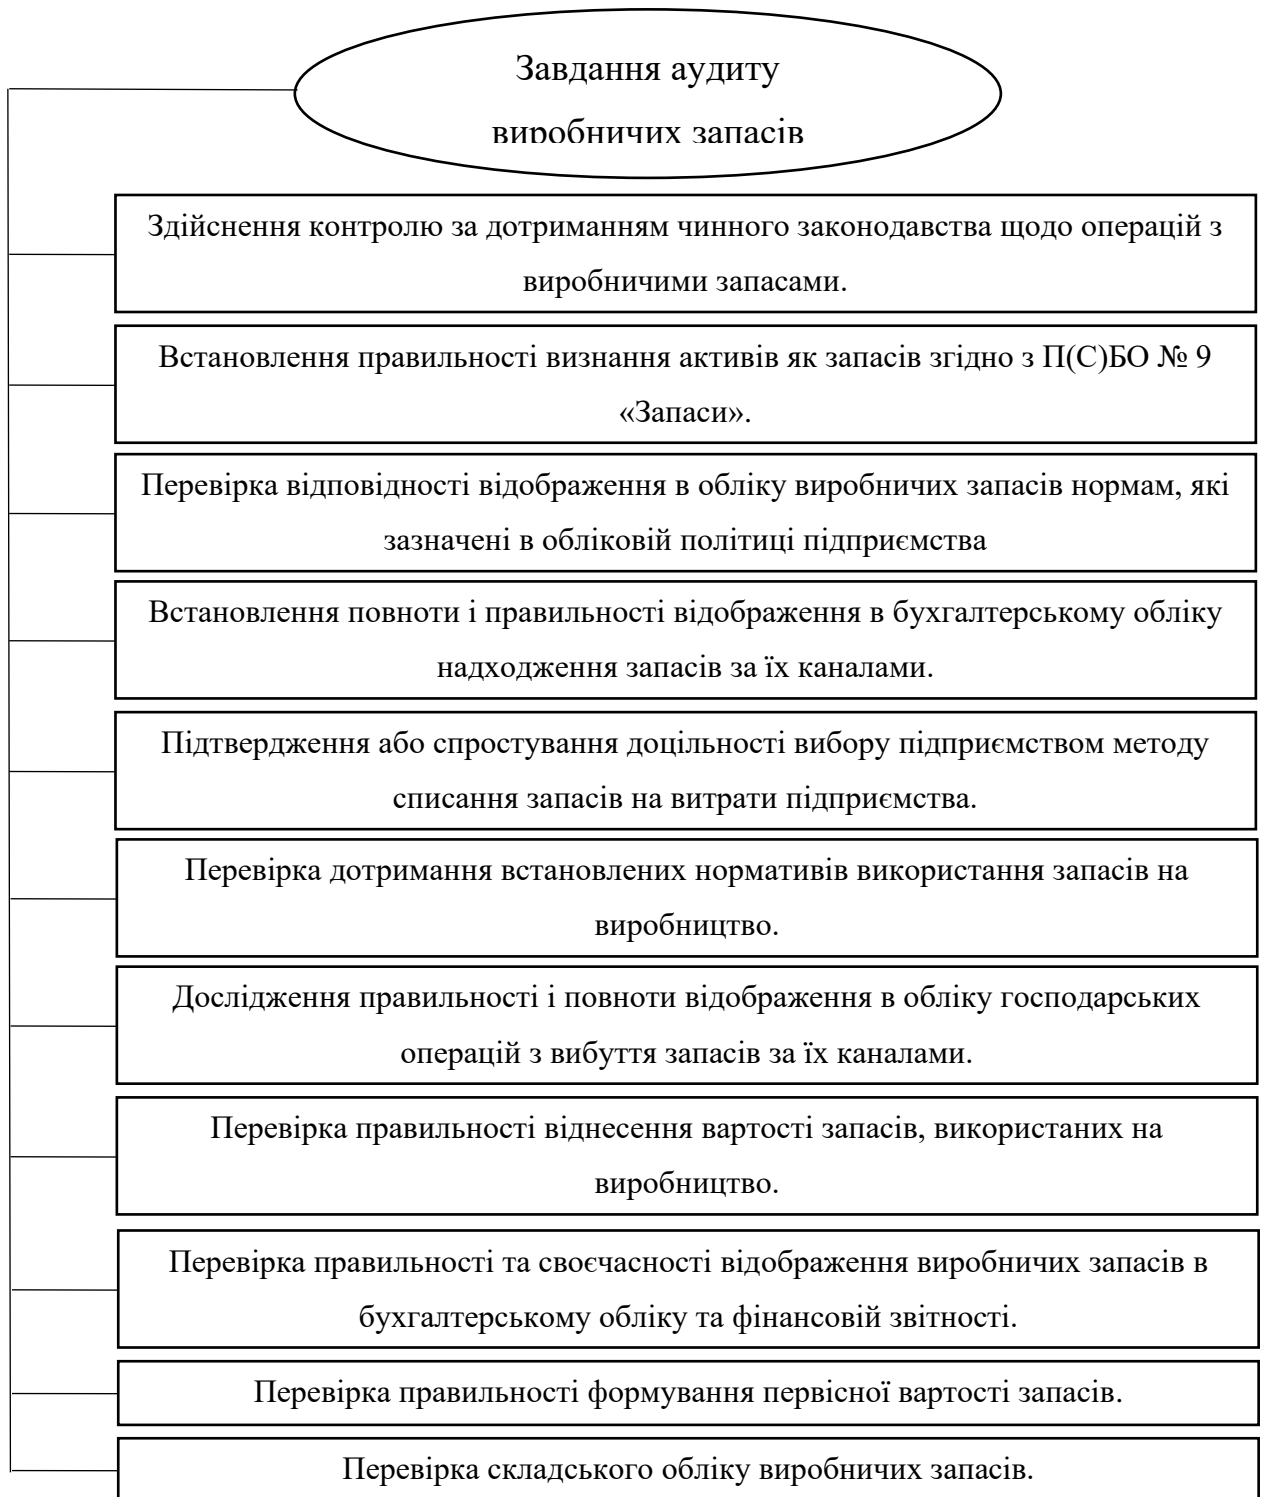 Завдання аудиту
виробничих запасів
Здійснення контролю за дотриманням чинного законодавства щодо операцій з
виробничими запасами.
Встановлення правильності визнання активів як запасів згідно з П(С)БО № 9
«Запаси».
Перевірка відповідності відображення в обліку виробничих запасів нормам, які
зазначені в обліковій політиці підприємства
Встановлення повноти і правильності відображення в бухгалтерському обліку
надходження запасів за їх каналами.
Підтвердження або спростування доцільності вибору підприємством методу
списання запасів на витрати підприємства.
Перевірка дотримання встановлених нормативів використання запасів на
виробництво.
Дослідження правильності і повноти відображення в обліку господарських
операцій з вибуття запасів за їх каналами.
Перевірка правильності віднесення вартості запасів, використаних на
виробництво.
Перевірка правильності та своєчасності відображення виробничих запасів в
бухгалтерському обліку та фінансовій звітності.
Перевірка правильності формування первісної вартості запасів.
Перевірка складського обліку виробничих запасів.